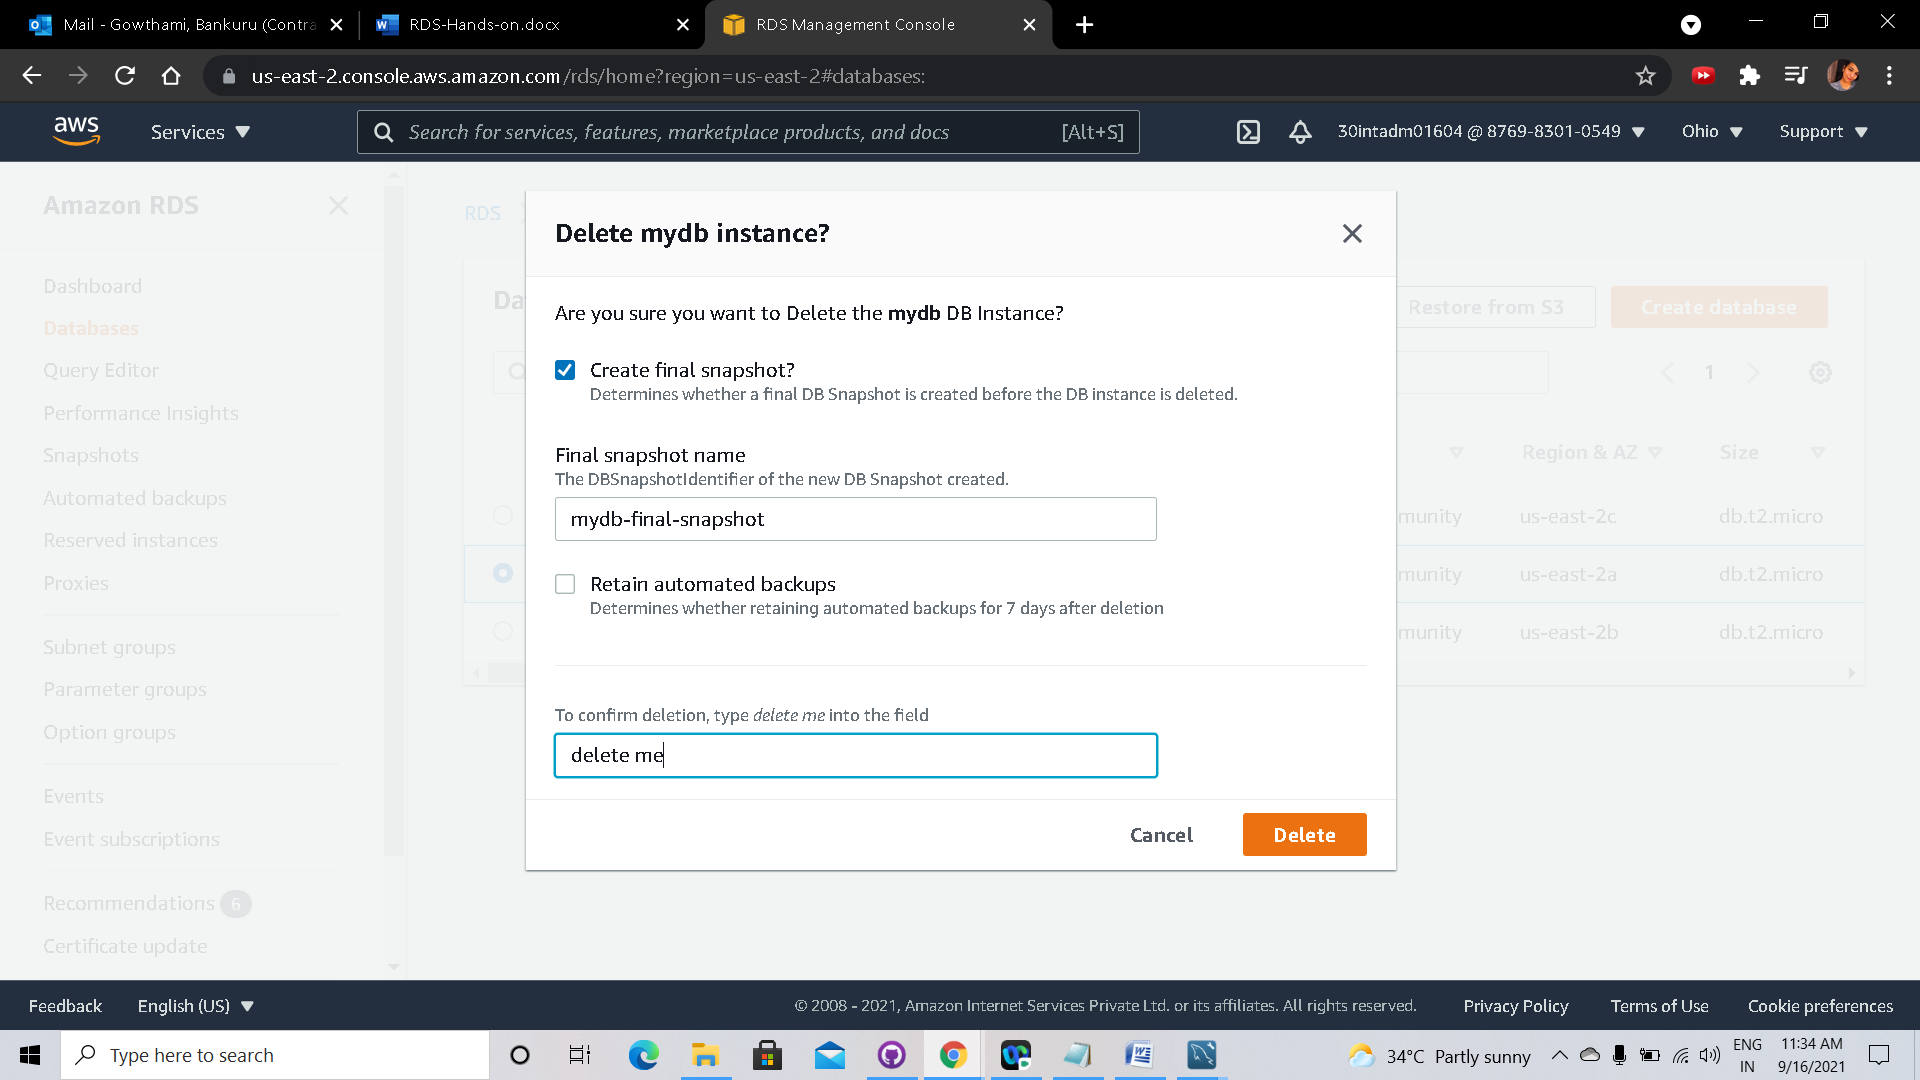 Mail - Gowthami, Bankuru (Contra
RDS-Hands-on.docx
RDS Management Console
us-east-2.console.aws.amazon.com/rds/home?region=us-east-2#databases:
aws
Services
Search for services, features, marketplace products, and docs
[Alt+S]
30intadm01604 @ 8769-8301-0549
Ohio
Support
Amazon RDS
Dashboard
Databases
Query Editor
Performance Insights
Snapshots
Automated backups
Reserved instances
Proxies
Subnet groups
Parameter groups
Option groups
Events
Event subscriptions
Recommendations 6
Certificate update
RDS
Da
Restore from S3
Create database
1
Region & AZ
Size
munity us-east-2c db.t2.micro
munity us-east-2a db.t2.micro
munity us-east-2b db.t2.micro
Delete mydb instance?
Are you sure you want to Delete the mydb DB Instance?
Create final snapshot?
Determines whether a final DB Snapshot is created before the DB instance is deleted.
Final snapshot name
The DBSnapshotIdentifier of the new DB Snapshot created.
mydb-final-snapshot
Retain automated backups
Determines whether retaining automated backups for 7 days after deletion
To confirm deletion, type delete me into the field
delete me
Cancel
Delete
Feedback
English (US)
© 2008 - 2021, Amazon Internet Services Private Ltd. or its affiliates. All rights reserved.
Privacy Policy
Terms of Use
Cookie preferences
Type here to search
34°C Partly sunny
ENG
IN
11:34 AM
9/16/2021